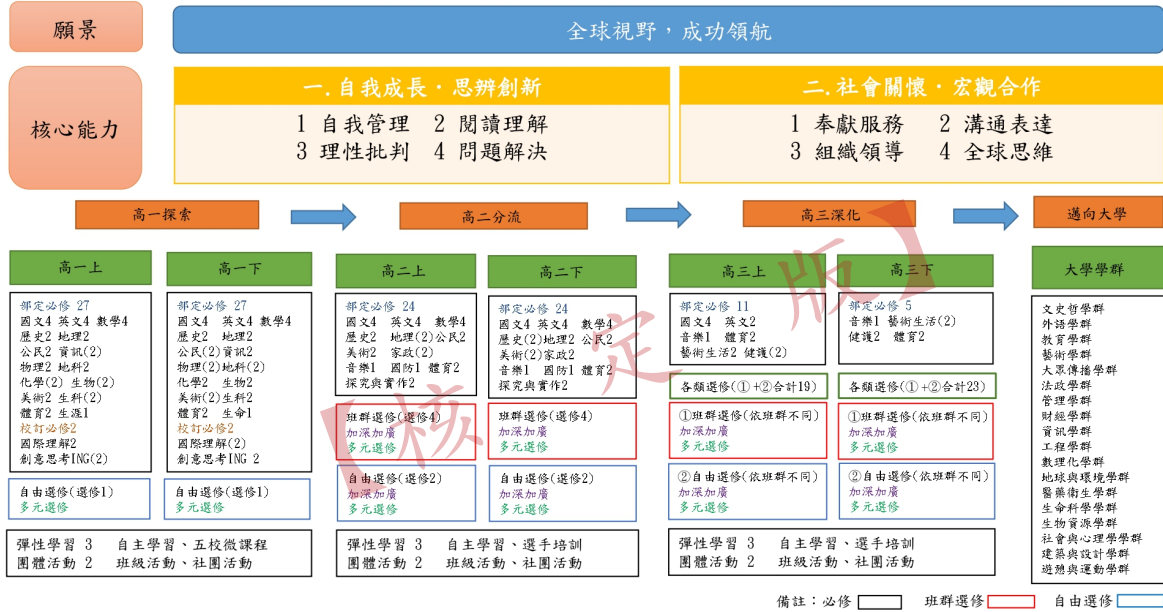 願景
全球視野，成功領航
核心能力
一.自我成長．思辨創新
1 自我管理 2 閱讀理解
3 理性批判 4 問題解決
二.社會關懷．宏觀合作
1 奉獻服務 2 溝通表達
3 組織領導 4 全球思維
高一探索
高二分流
高三深化
邁向大學
高一上
部定必修 27
國文4 英文4 數學4
歷史2 地理2
公民2 資訊(2)
物理2 地科2
化學(2) 生物(2)
美術2 生科(2)
體育2 生涯1
校訂必修2
國際理解2
創意思考ING(2)
自由選修(選修1)
多元選修
高一下
部定必修 27
國文4 英文4 數學4
歷史2 地理2
公民(2)資訊2
物理(2)地科(2)
化學2 生物2
美術(2)生科2
體育2 生命1
校訂必修2
國際理解(2)
創意思考ING 2
自由選修(選修1)
多元選修
彈性學習 3 自主學習、五校微課程
團體活動 2 班級活動、社團活動
高二上
部定必修 24
國文4 英文4 數學4
歷史2 地理(2)公民2
美術2 家政(2)
音樂1 國防1 體育2
探究與實作2
班群選修(選修4)
加深加廣
多元選修
自由選修(選修2)
加深加廣
多元選修
高二下
部定必修 24
國文4 英文4 數學4
歷史(2)地理2 公民2
美術(2)家政2
音樂1 國防1 體育2
探究與實作2
班群選修(選修4)
加深加廣
多元選修
自由選修(選修2)
加深加廣
多元選修
彈性學習 3 自主學習、選手培訓
團體活動 2 班級活動、社團活動
高三上
部定必修 11
國文4 英文2
音樂1 體育2
藝術生活2 健護(2)
各類選修(①+②合計19)
①班群選修(依班群不同)
加深加廣
多元選修
②自由選修(依班群不同)
加深加廣
多元選修
高三下
部定必修 5
音樂1 藝術生活(2)
健護2 體育2
各類選修(①+②合計23)
①班群選修(依班群不同)
加深加廣
多元選修
②自由選修(依班群不同)
加深加廣
多元選修
彈性學習 3 自主學習、選手培訓
團體活動 2 班級活動、社團活動
大學學群
文史哲學群
外語學群
教育學群
藝術學群
大眾傳播學群
法政學群
管理學群
財經學群
資訊學群
工程學群
數理化學群
地球與環境學群
醫藥衛生學群
生命科學學群
生物資源學群
社會與心理學學群
建築與設計學群
遊憩與運動學群
備註：必修 班群選修 自由選修
【核定版】